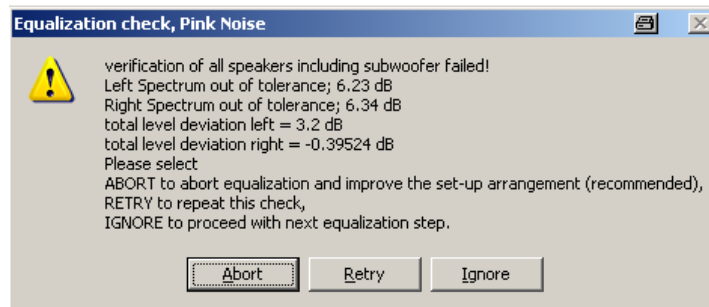 Equalization check, Pink Noise
verification of all speakers including subwoofer failed!
Left Spectrum out of tolerance; 6.23 dB
Right Spectrum out of tolerance; 6.34 dB
total level deviation left = 3.2 dB
total level deviation right = -0.39524 dB
Please select
ABORT to abort equalization and improve the set-up arrangement (recommended),
RETRY to repeat this check,
IGNORE to proceed with next equalization step.
Abort Retry Ignore